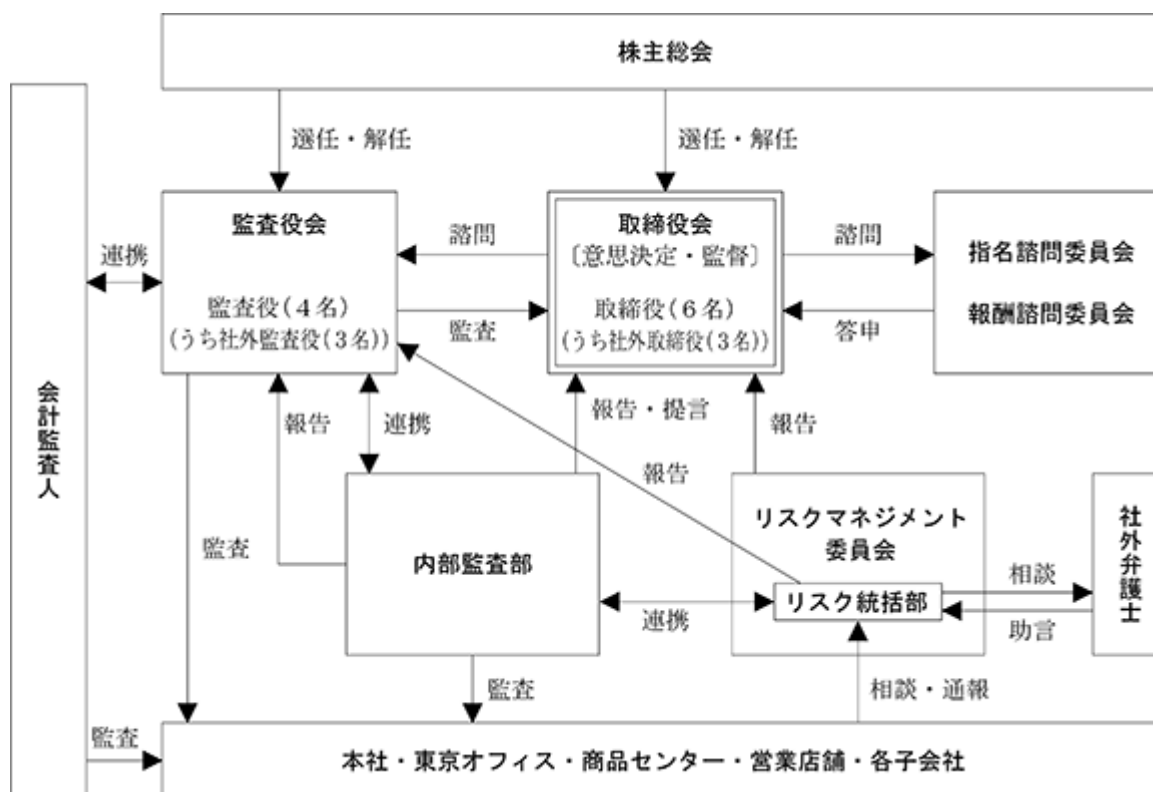 株主総会
選任・解任
選任・解任
監査役会
監査役(4名)
(うち社外監査役(3名))
諮問
監査
取締役会
〔意思決定・監督〕
取締役(6名)
(うち社外取締役(3名))
諮問
答申
指名諮問委員会
報酬諮問委員会
連携
会計監査人
報告
連携
報告・提言
報告
報告
監査
内部監査部
連携
リスクマネジメント
委員会
リスク統括部
相談
助言
社外弁護士
監査
相談・通報
監査
本社・東京オフィス・商品センター・営業店舗・各子会社